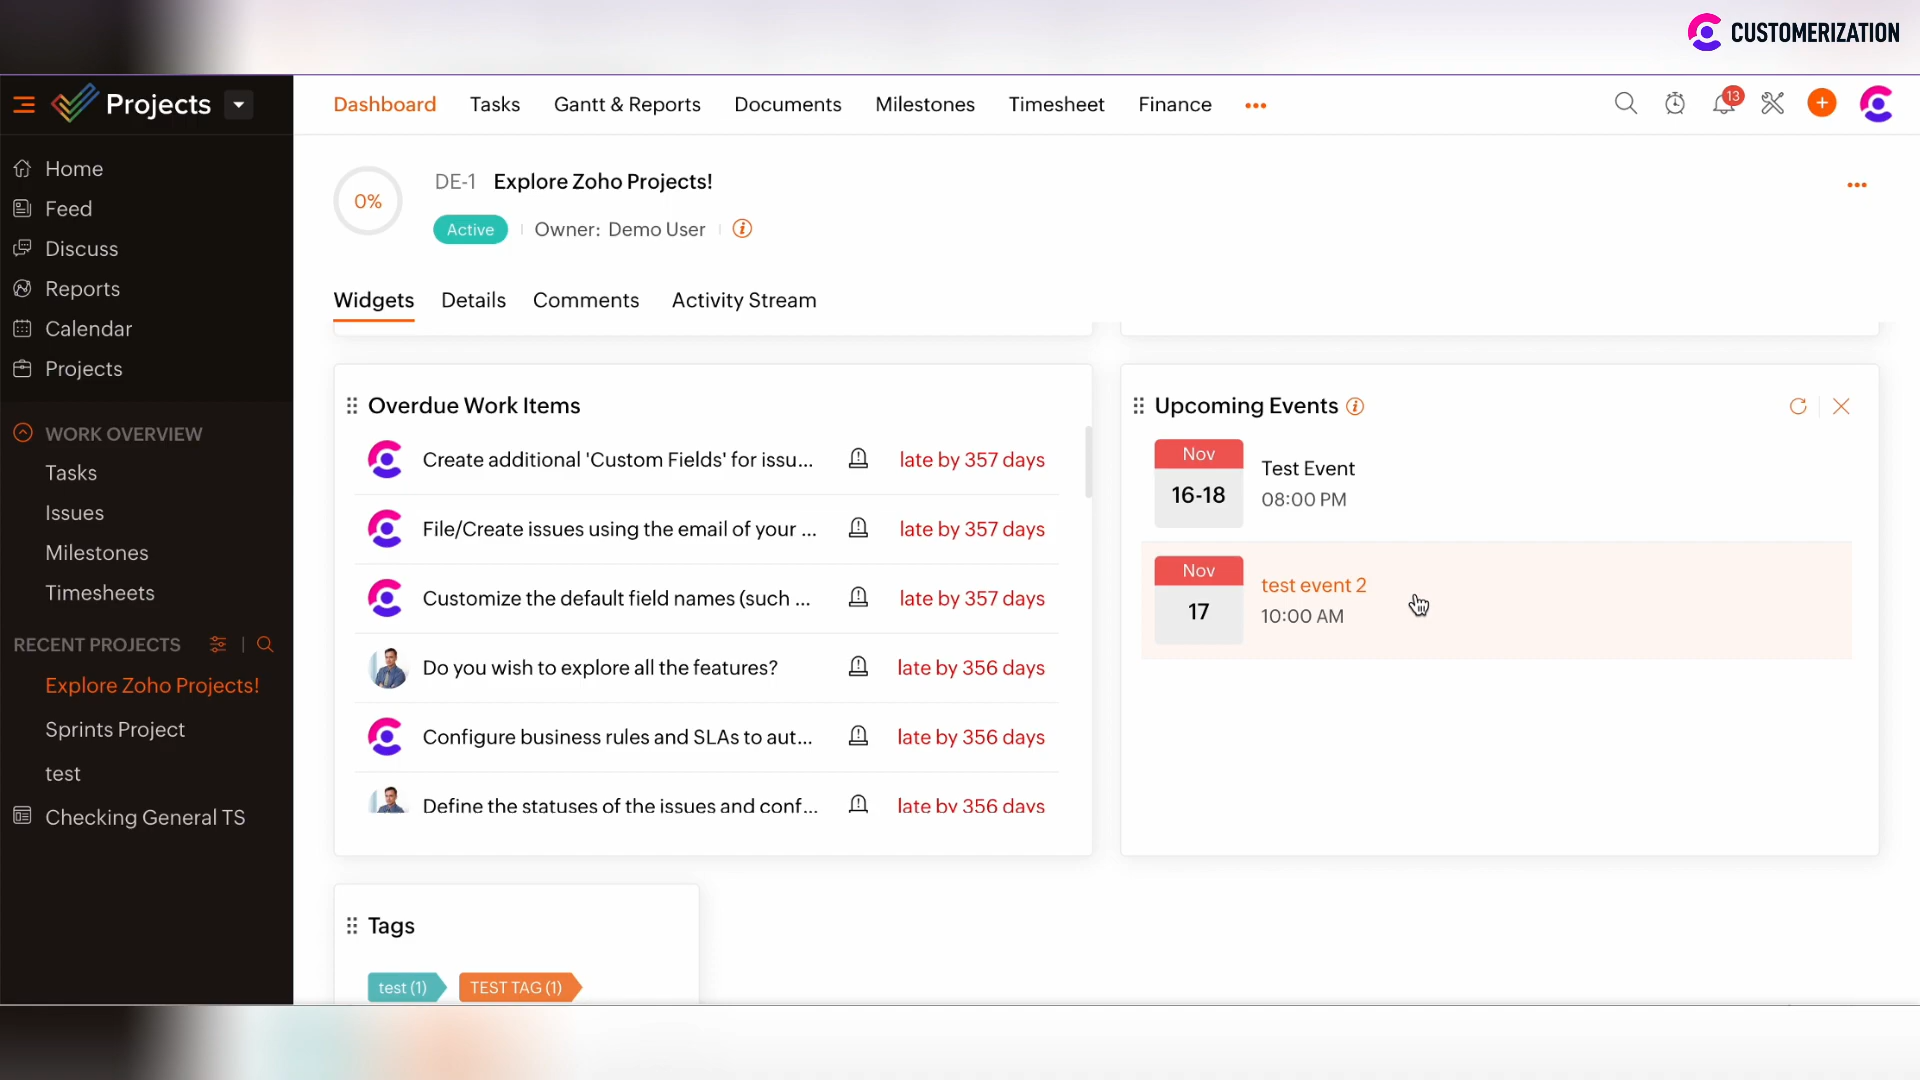 CUSTOMERIZATION
Projects
Dashboard
Tasks
Gantt & Reports
Documents
Milestones
Timesheet
Finance
13
Home
Feed
Discuss
Reports
Calendar
Projects
WORK OVERVIEW
Tasks
Issues
Milestones
Timesheets
RECENT PROJECTS
Explore Zoho Projects!
Sprints Project
test
Checking General TS
0%
DE-1 Explore Zoho Projects!
Active
Owner: Demo User
Widgets
Details
Comments
Activity Stream
Overdue Work Items
Create additional 'Custom Fields' for issu... late by 357 days
File/Create issues using the email of your ... late by 357 days
Customize the default field names (such ... late by 357 days
Do you wish to explore all the features? late by 356 days
Configure business rules and SLAs to aut... late by 356 days
Define the statuses of the issues and conf... late by 356 days
Upcoming Events
Nov
16-18
Test Event
08:00 PM
Nov
17
test event 2
10:00 AM
Tags
test (1)
TEST TAG (1)